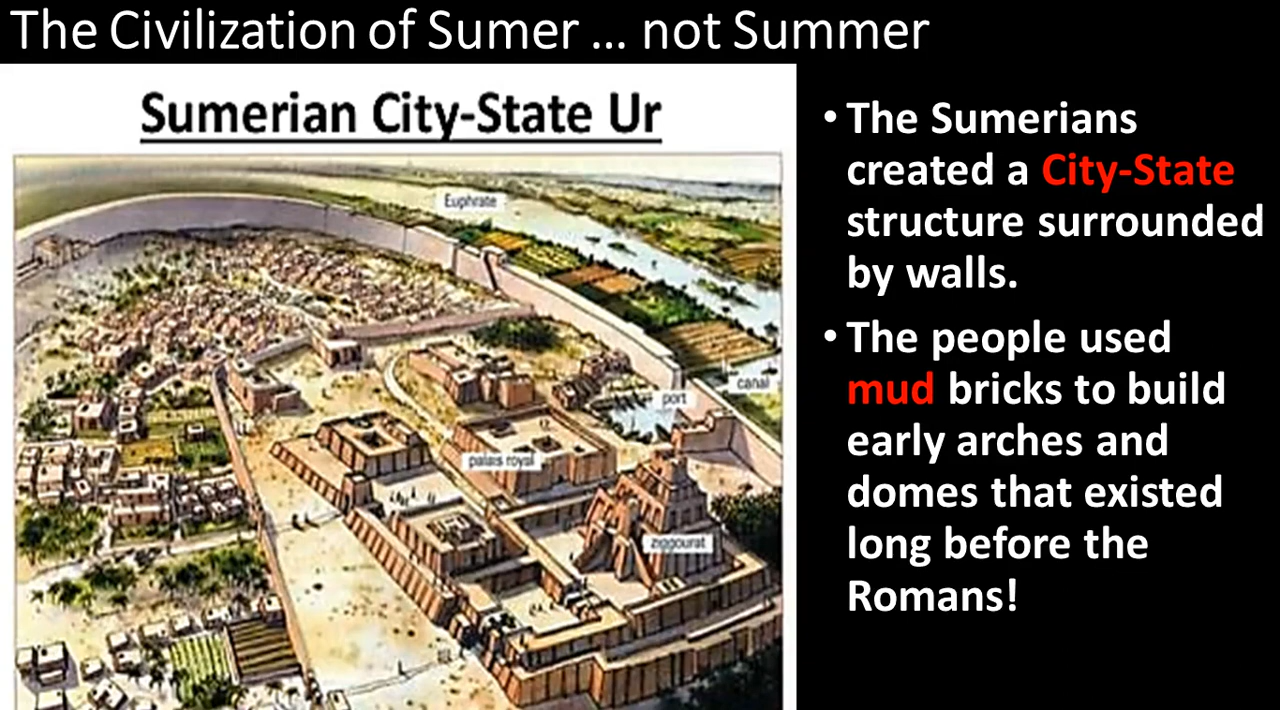 The Civilization of Sumer ... not Summer
Sumerian City-State Ur
Euphrate
canal
port
palais royal
ziggourat
• The Sumerians
created a City-State
structure surrounded
by walls.
• The people used
mud bricks to build
early arches and
domes that existed
long before the
Romans!